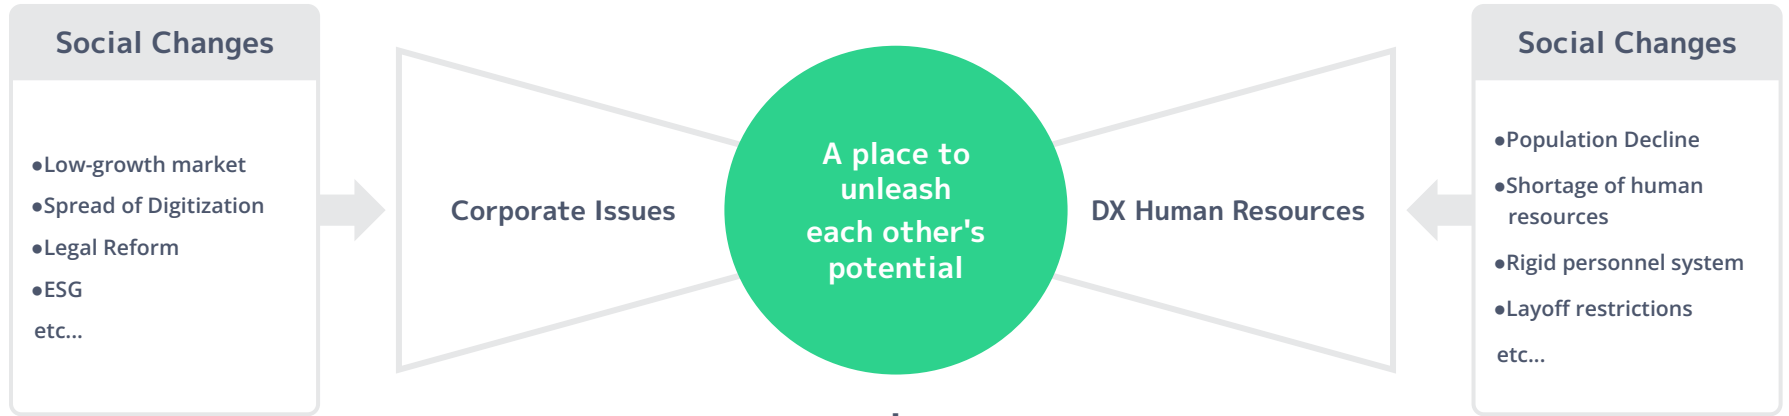 Social Changes
●Low-growth market
●Spread of Digitization
●Legal Reform
●ESG
etc...
Corporate Issues
A place to
unleash
each other's
potential
DX Human Resources
Social Changes
●Population Decline
●Shortage of human
resources
●Rigid personnel system
●Layoff restrictions
etc...